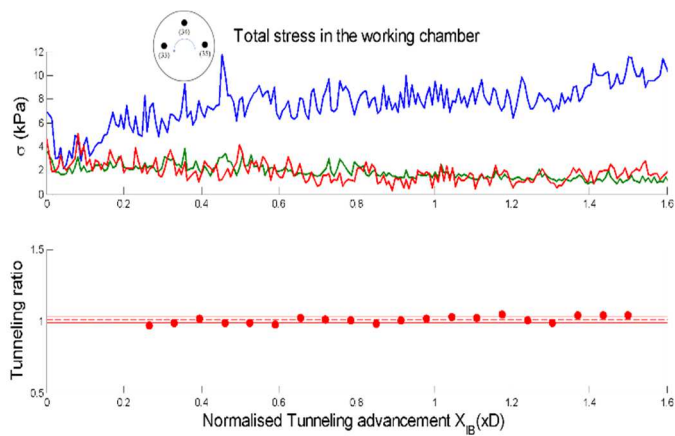 Total stress in the working chamber
(34)
(33) (35)
σ (kPa)
12
10
8
6
4
2
0
0 0.2 0.4 0.6 0.8 1 1.2 1.4 1.6
Tunneling ratio
1.5
1
0.5
0 0.2 0.4 0.6 0.8 1 1.2 1.4 1.6
Normalised Tunneling advancement X_IB(xD)